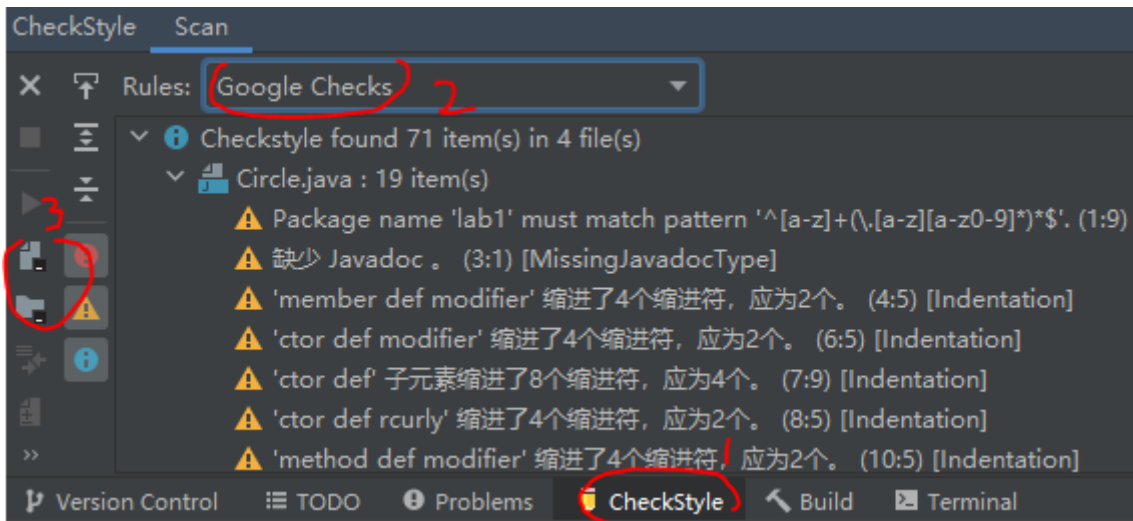 CheckStyle Scan
Rules: Google Checks 2
Checkstyle found 71 item(s) in 4 file(s)
Circle.java : 19 item(s)
3
Package name 'lab1' must match pattern '^[a-z]+(\.[a-z][a-z0-9]*)*$'. (1:9)
缺少 Javadoc 。 (3:1) [MissingJavadocType]
'member def modifier' 缩进了4个缩进符，应为2个。 (4:5) [Indentation]
'ctor def modifier' 缩进了4个缩进符，应为2个。 (6:5) [Indentation]
'ctor def' 子元素缩进了8个缩进符，应为4个。 (7:9) [Indentation]
'ctor def rcurly' 缩进了4个缩进符，应为2个。 (8:5) [Indentation]
'method def modifier' 缩进了4个缩进符，应为2个。 (10:5) [Indentation]
1
Version Control TODO Problems CheckStyle Build Terminal